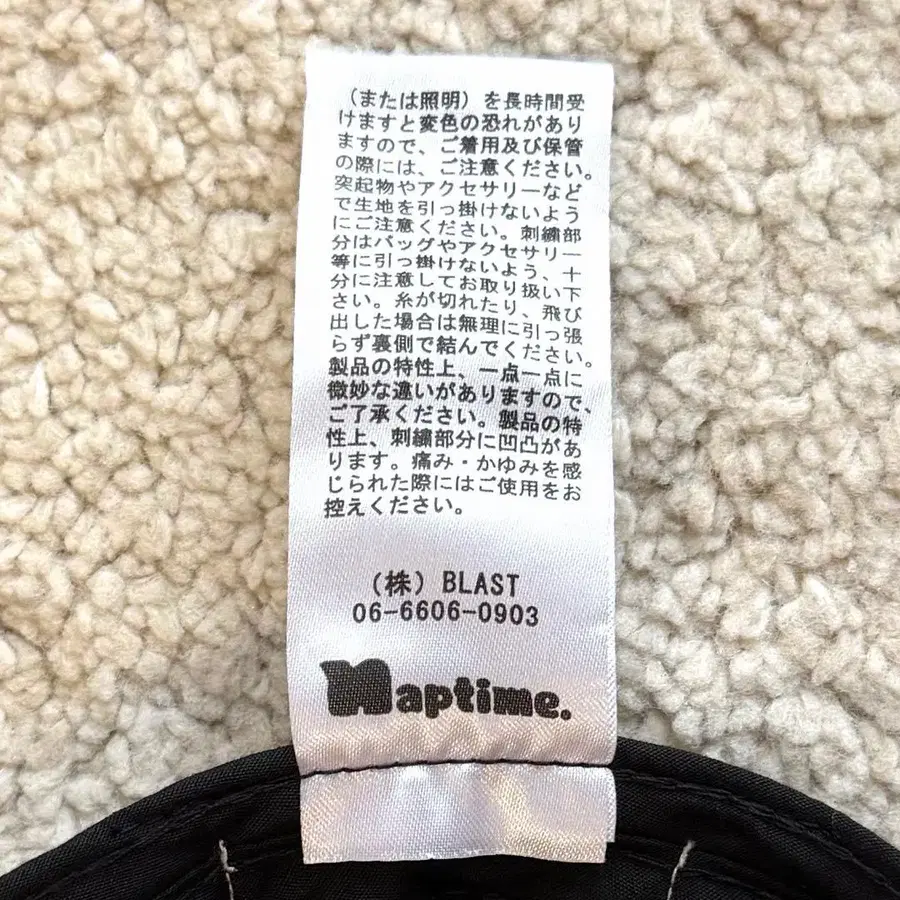 （または照明）を長時間受
けますと変色の恐れがあり
ますので、ご着用及び保管
の際には、ご注意ください。
突起物やアクセサリーなど
で生地を引っ掛けないよう
にご注意ください。刺繍部
分はバッグやアクセサリー
等に引っ掛けないよう、十
分に注意してお取り扱い下
さい。糸が切れたり、飛び
出した場合は無理に引っ張
らず裏側で結んでください。
製品の特性上、一点一点に
微妙な違いがありますので、
ご了承ください。製品の特
性上、刺繍部分に凹凸があ
ります。痛み・かゆみを感
じられた際にはご使用をお
控えください。
（株）BLAST
06-6606-0903
Naptime.